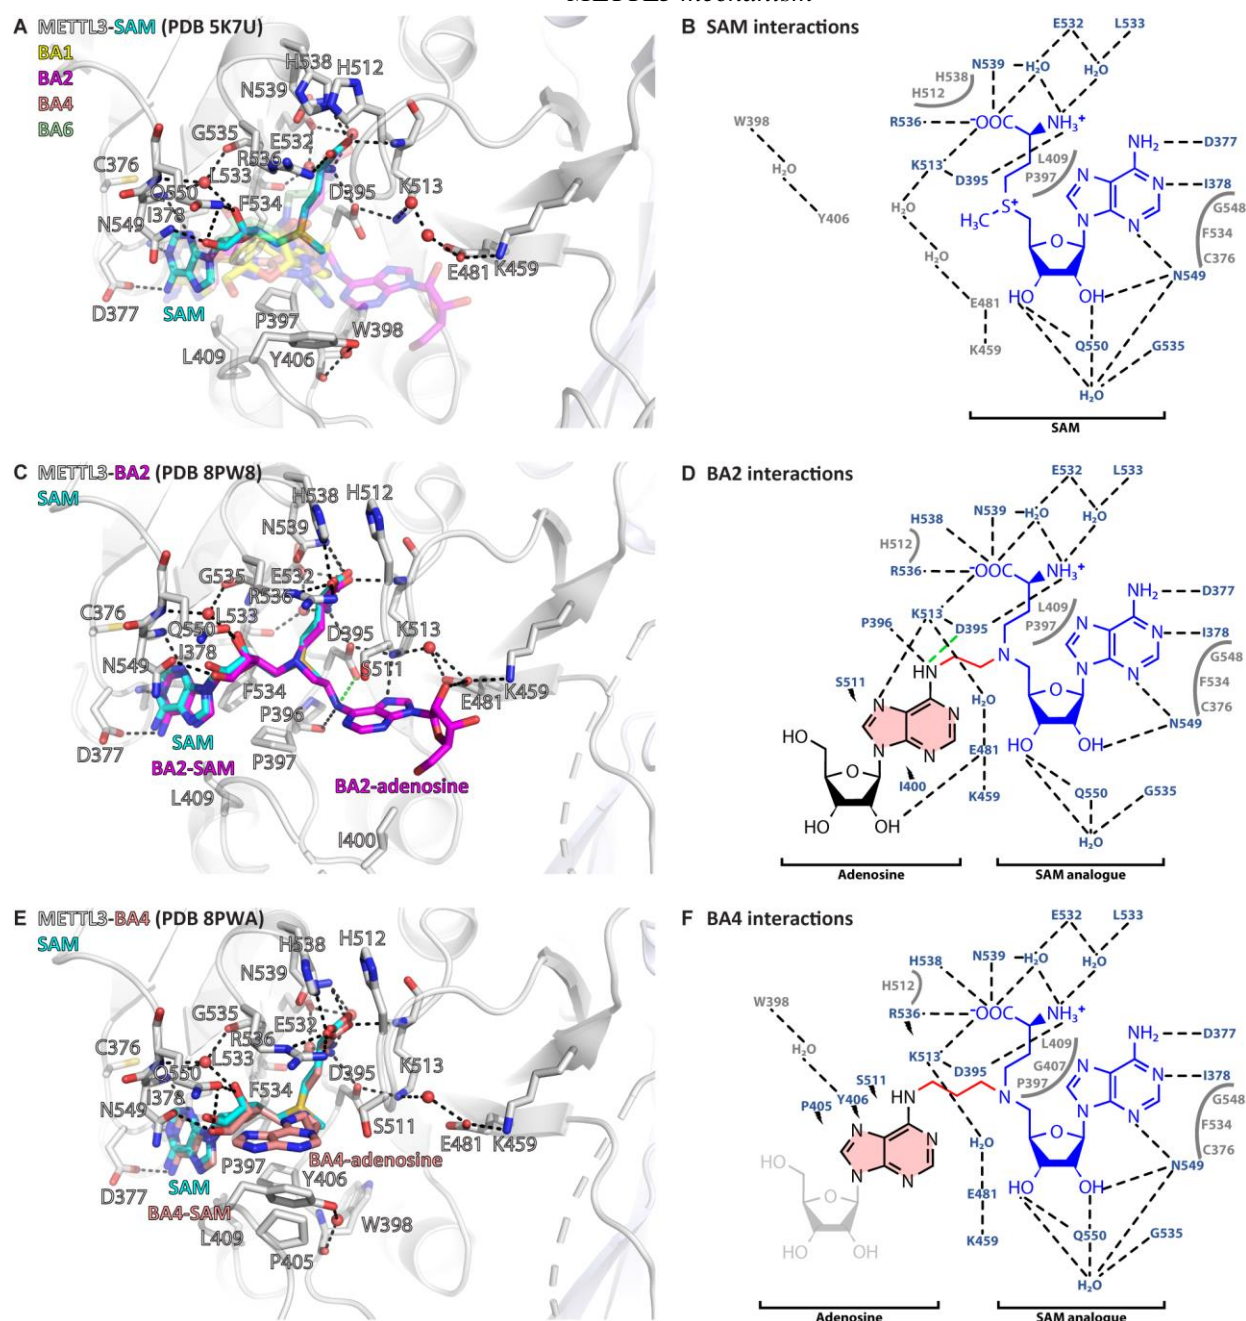 METTL3 mechanism
A METTL3-SAM (PDB 5K7U)
BA1
BA2
BA4
BA6
H538
H512
N539
G535
E532
C376
R536
Q550
L533
D395
K513
I378
F534
N549
E481
K459
D377
SAM
P397
W398
L409
Y406
B SAM interactions
E532
L533
N539
H₂O
H₂O
H538
H512
W398
R536
⁻OOC
NH₃⁺
NH₂
D377
H₂O
K513
D395
L409
P397
N
N
I378
G548
Y406
H₂O
H₃C
S⁺
N
N
F534
C376
H₂O
O
N549
E481
HO
OH
K459
Q550
G535
H₂O
SAM
C METTL3-BA2 (PDB 8PW8)
SAM
H538
H512
N539
G535
E532
C376
R536
L533
Q550
D395
K513
I378
N549
S511
F534
E481
K459
P396
D377
SAM
P397
BA2-SAM
BA2-adenosine
L409
I400
D BA2 interactions
E532
L533
H538
N539
H₂O
H₂O
H512
R536
⁻OOC
NH₃⁺
NH₂
D377
P396
K513
D395
L409
P397
N
N
I378
G548
S511
HN
N
N
N
F534
C376
H₂O
N
N
O
N549
HO
N
N
E481
HO
OH
O
I400
K459
Q550
G535
HO
OH
H₂O
Adenosine
SAM analogue
E METTL3-BA4 (PDB 8PWA)
SAM
H538
H512
N539
G535
E532
R536
C376
L533
Q550
K513
I378
F534
D395
N549
S511
E481
K459
P397
BA4-adenosine
D377
SAM
Y406
BA4-SAM
W398
L409
P405
F BA4 interactions
E532
L533
H538
N539
H₂O
H₂O
W398
H512
R536
⁻OOC
NH₃⁺
NH₂
D377
H₂O
K513
L409
S511
D395
G407
N
N
I378
P397
G548
P405
Y406
HN
N
N
N
F534
C376
N
N
H₂O
O
N549
HO
N
N
E481
HO
OH
O
K459
Q550
G535
HO
OH
H₂O
Adenosine
SAM analogue